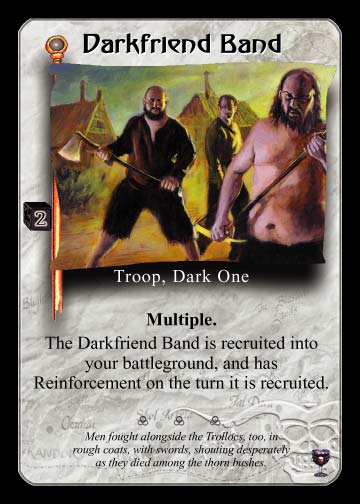 Darkfriend Band
2
Troop, Dark One
Multiple.
The Darkfriend Band is recruited into
your battleground, and has
Reinforcement on the turn it is recruited.
Men fought alongside the Trollocs, too, in
rough coats, with swords, shouting desperately
as they died among the thorn bushes.